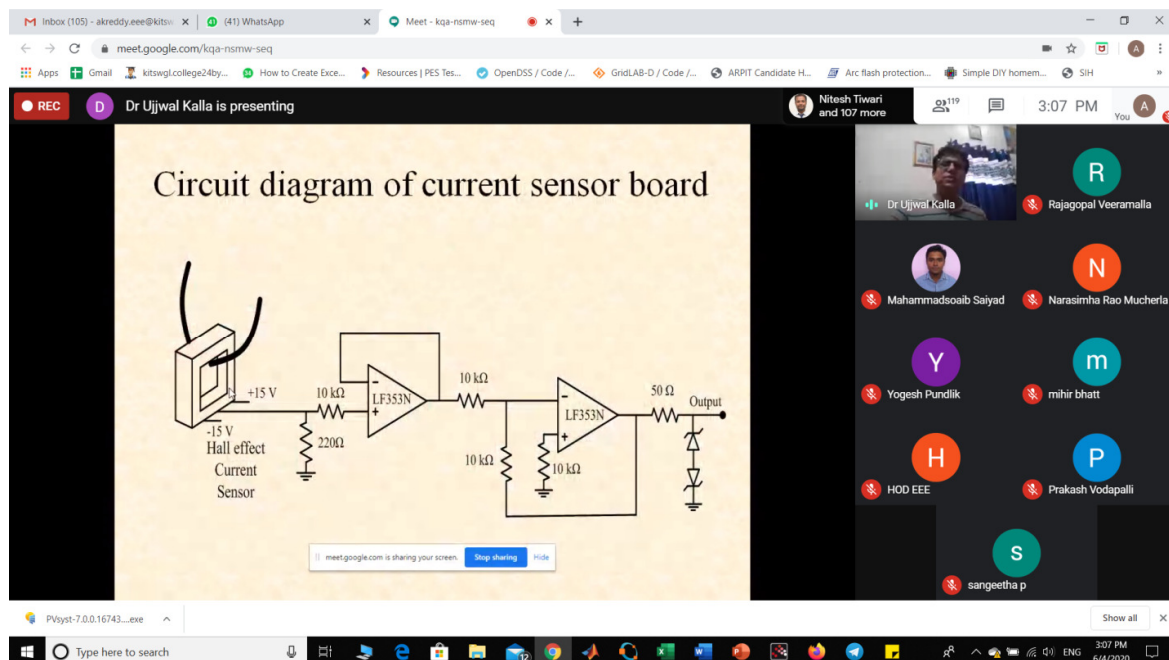 Inbox (105) - akreddy.eee@kitsw
(41) WhatsApp
Meet - kqa-nsmw-seq
meet.google.com/kqa-nsmw-seq
A
Apps
Gmail
kitswgl.college24by...
How to Create Exce...
Resources | PES Tes...
OpenDSS / Code /...
GridLAB-D / Code /...
ARPIT Candidate H...
Arc flash protection...
Simple DIY homem...
SIH
REC
D
Dr Ujjwal Kalla is presenting
Nitesh Tiwari
and 107 more
119
3:07 PM
You
A
Circuit diagram of current sensor board
+15 V
-15 V
Hall effect
Current
Sensor
10 kΩ
220Ω
LF353N
10 kΩ
10 kΩ
LF353N
10 kΩ
50 Ω
Output
meet.google.com is sharing your screen.
Stop sharing
Hide
Dr Ujjwal Kalla
R
Rajagopal Veeramalla
Mahammadsoaib Saiyad
N
Narasimha Rao Mucherla
Y
Yogesh Pundlik
m
mihir bhatt
H
HOD EEE
P
Prakash Vodapalli
s
sangeetha p
PVsyst-7.0.0.16743....exe
Show all
Type here to search
12
ENG
3:07 PM
6/4/2020